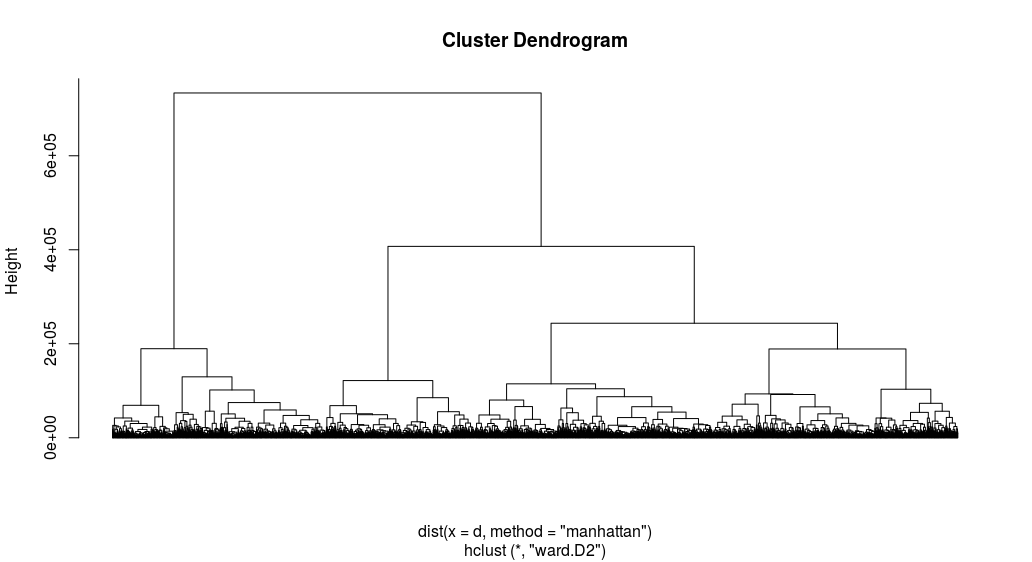 Cluster Dendrogram
Height
6e+05
4e+05
2e+05
0e+00
dist(x = d, method = "manhattan")
hclust (*, "ward.D2")